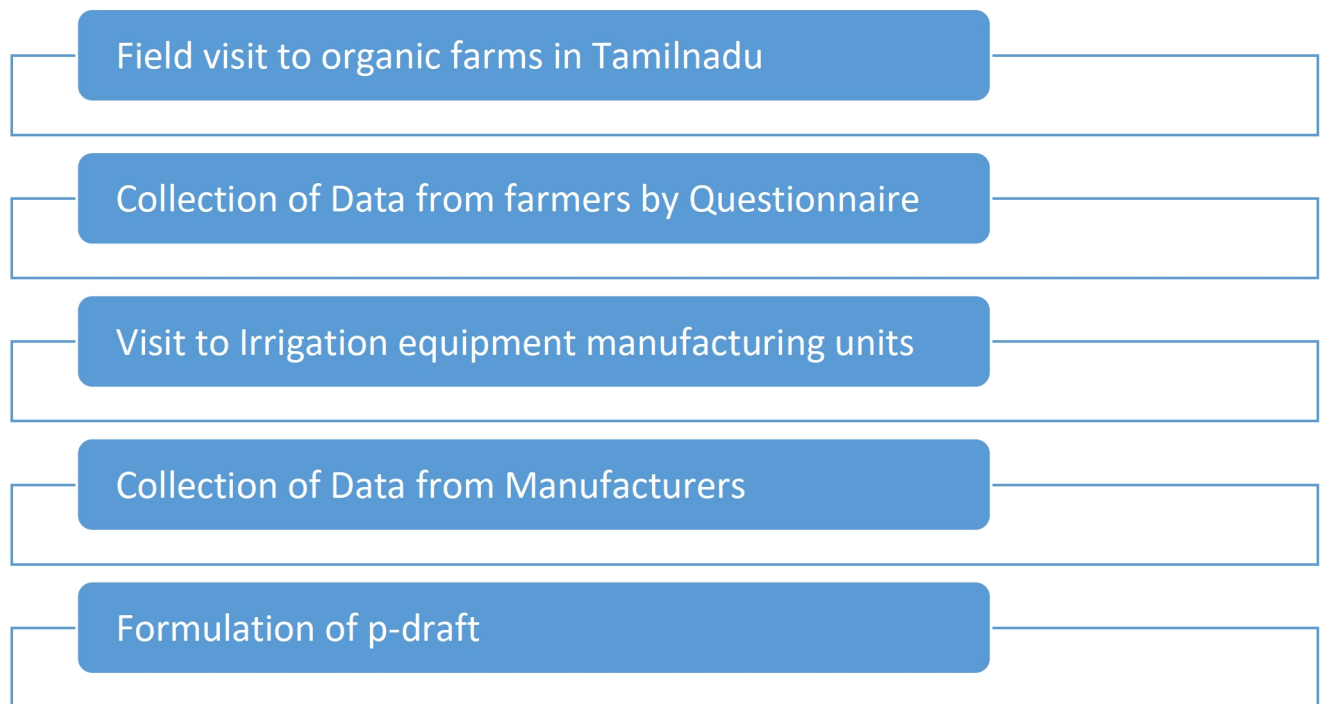 Field visit to organic farms in Tamilnadu
Collection of Data from farmers by Questionnaire
Visit to Irrigation equipment manufacturing units
Collection of Data from Manufacturers
Formulation of p-draft